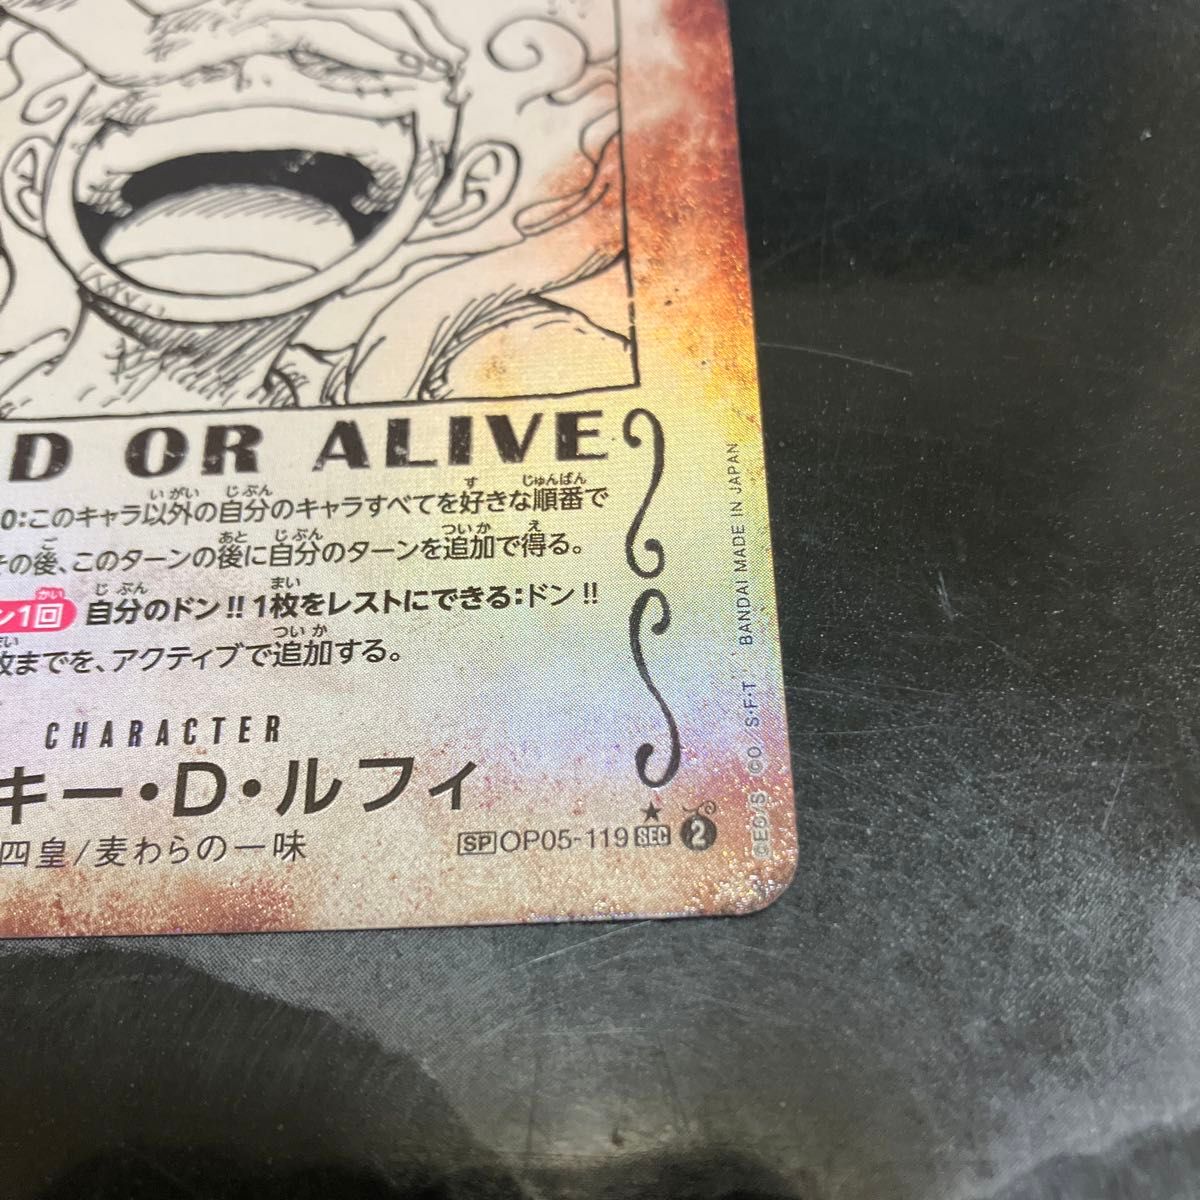 D OR ALIVE
0:このキャラ以外の自分のキャラすべてを好きな順番で
その後、このターンの後に自分のターンを追加で得る。
ン1回 自分のドン!!1枚をレストにできる:ドン!!
枚までを、アクティブで追加する。
CHARACTER
キー・D・ルフィ
四皇/麦わらの一味
SP OP05-119 SEC ★ 2
©E.O/S ©O/S・F・T BANDAI MADE IN JAPAN